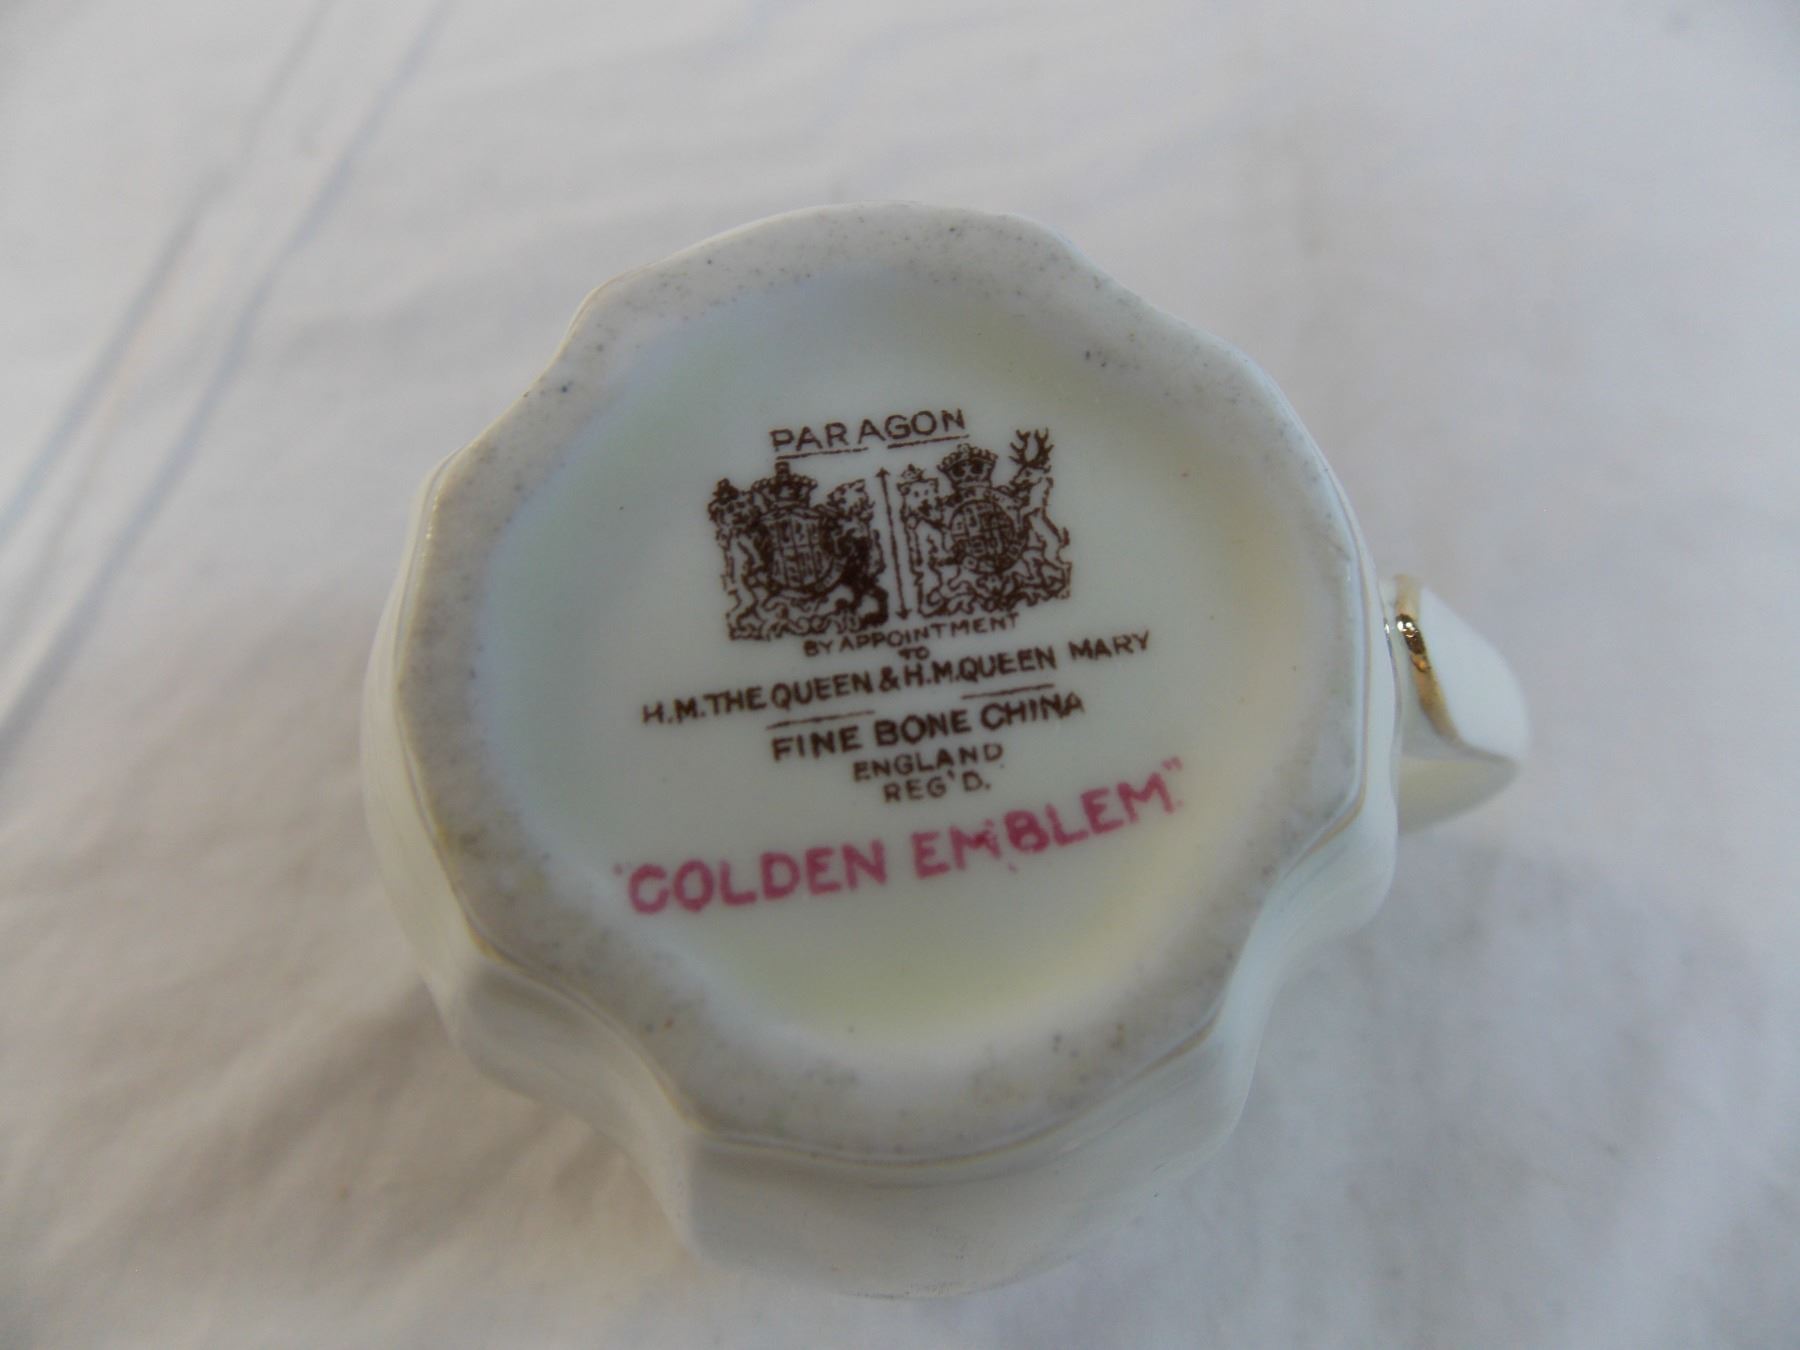 PARAGON
BY APPOINTMENT
TO
H.M.THE QUEEN & H.M.QUEEN MARY
FINE BONE CHINA
ENGLAND
REG'D.
"GOLDEN EMBLEM"